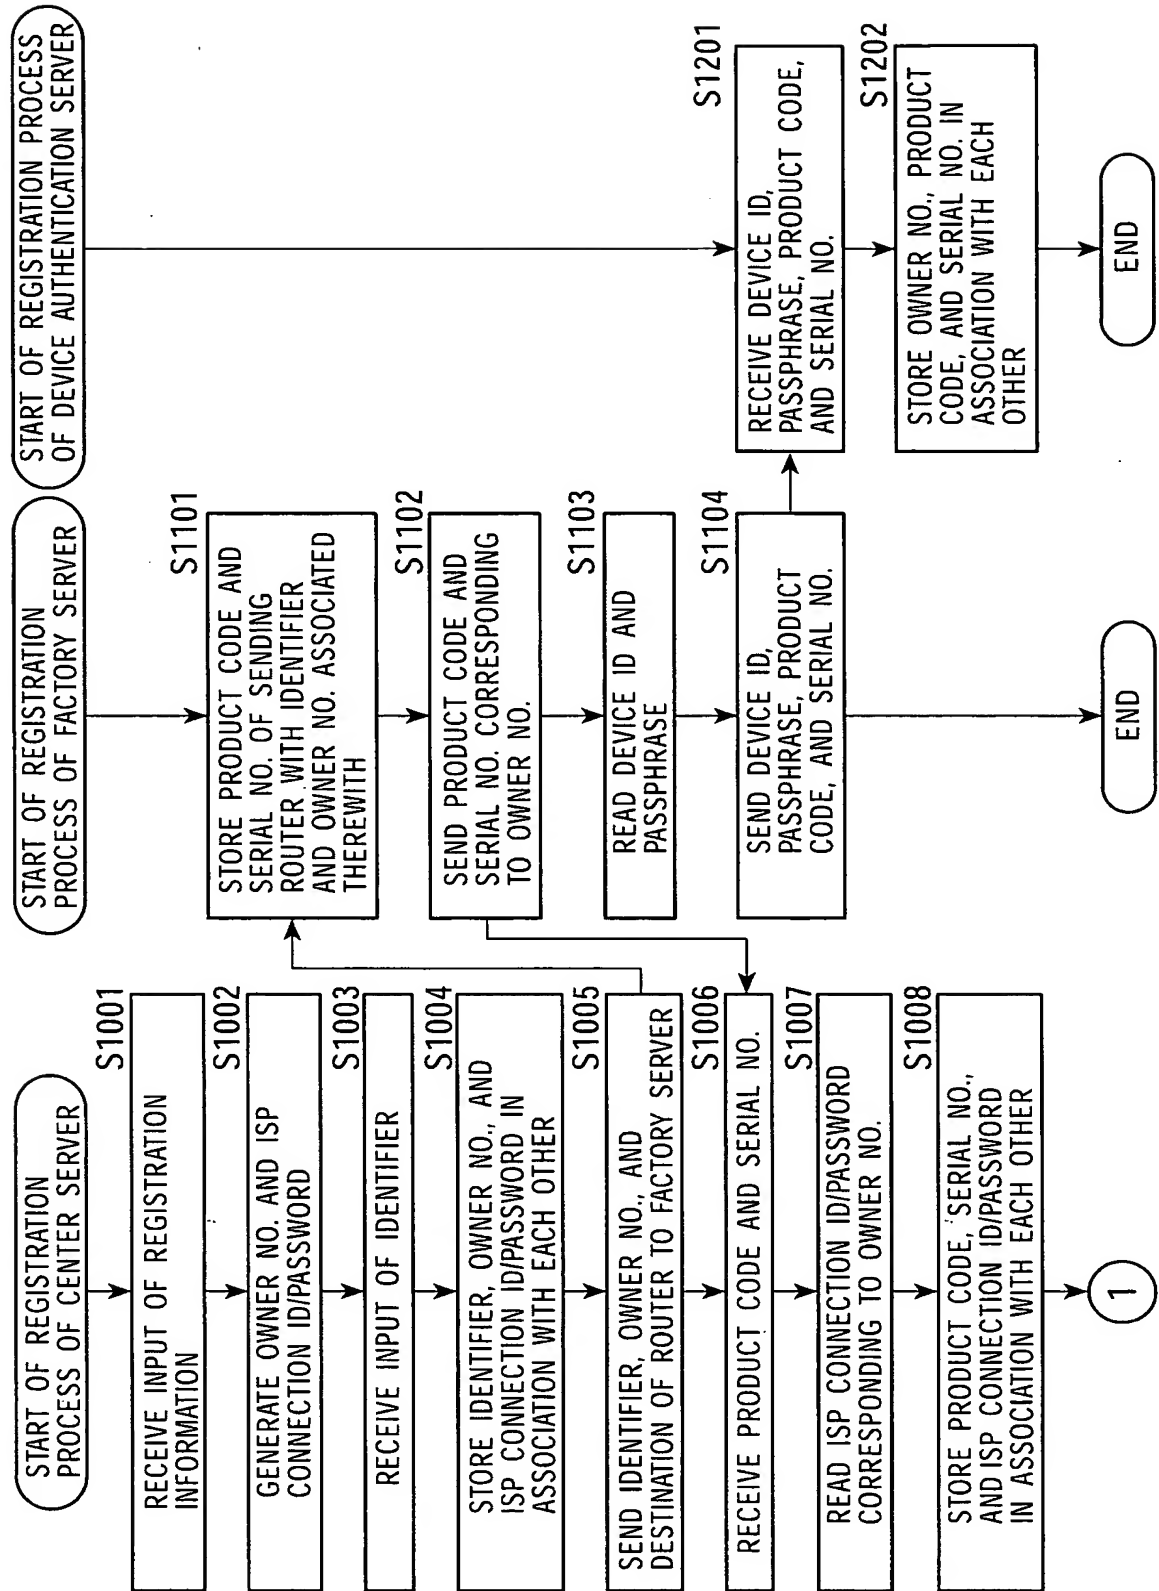 START OF REGISTRATION
PROCESS OF CENTER SERVER
S1001
RECEIVE INPUT OF REGISTRATION
INFORMATION
S1002
GENERATE OWNER NO. AND ISP
CONNECTION ID/PASSWORD
S1003
RECEIVE INPUT OF IDENTIFIER
S1004
STORE IDENTIFIER, OWNER NO., AND
ISP CONNECTION ID/PASSWORD IN
ASSOCIATION WITH EACH OTHER
S1005
SEND IDENTIFIER, OWNER NO., AND
DESTINATION OF ROUTER TO FACTORY SERVER
S1006
RECEIVE PRODUCT CODE AND SERIAL NO.
S1007
READ ISP CONNECTION ID/PASSWORD
CORRESPONDING TO OWNER NO.
S1008
STORE PRODUCT CODE, SERIAL NO.,
AND ISP CONNECTION ID/PASSWORD
IN ASSOCIATION WITH EACH OTHER
1
START OF REGISTRATION
PROCESS OF FACTORY SERVER
S1101
STORE PRODUCT CODE AND
SERIAL NO. OF SENDING
ROUTER WITH IDENTIFIER
AND OWNER NO. ASSOCIATED
THEREWITH
S1102
SEND PRODUCT CODE AND
SERIAL NO. CORRESPONDING
TO OWNER NO.
S1103
READ DEVICE ID AND
PASSPHRASE
S1104
SEND DEVICE ID,
PASSPHRASE, PRODUCT
CODE, AND SERIAL NO.
END
START OF REGISTRATION PROCESS
OF DEVICE AUTHENTICATION SERVER
S1201
RECEIVE DEVICE ID,
PASSPHRASE, PRODUCT CODE,
AND SERIAL NO.
S1202
STORE OWNER NO., PRODUCT
CODE, AND SERIAL NO. IN
ASSOCIATION WITH EACH
OTHER
END